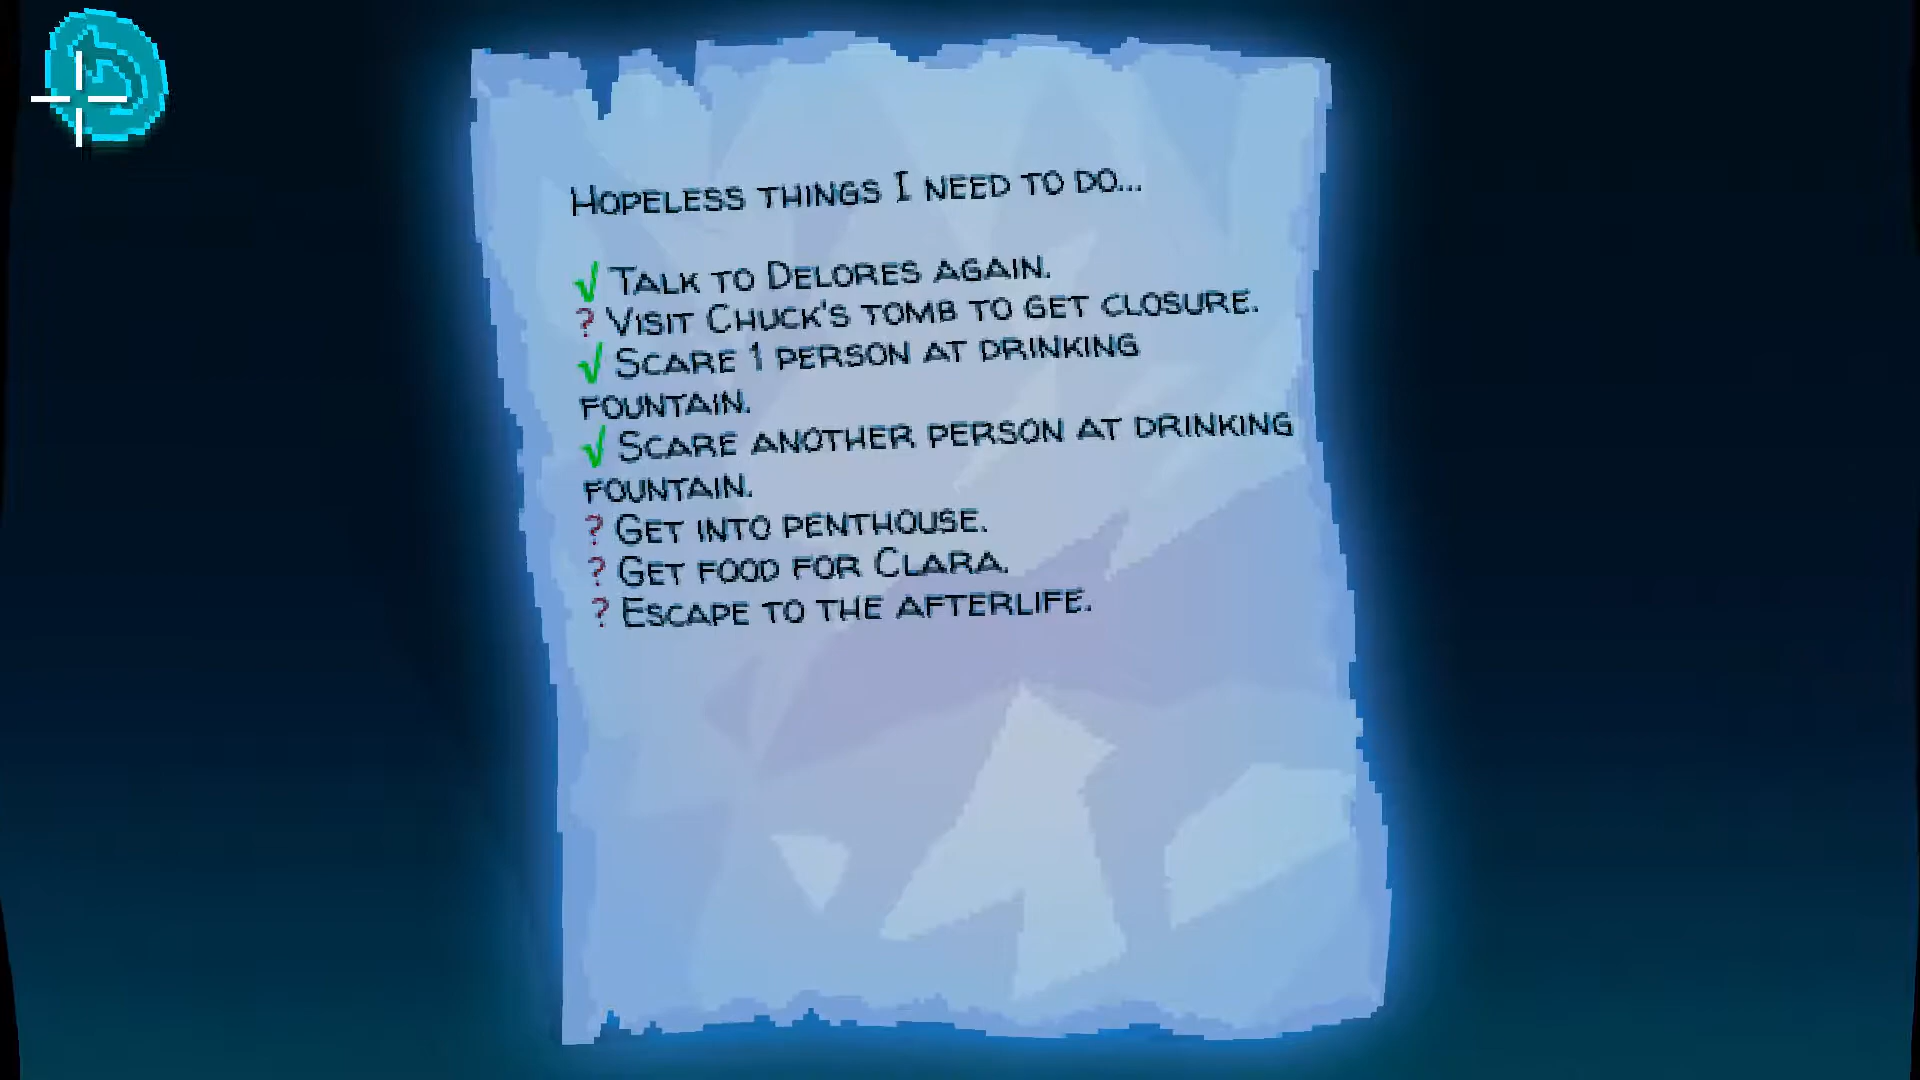 Hopeless things I need to do...
√ Talk to Delores again.
? Visit Chuck's tomb to get closure.
√ Scare 1 person at drinking
fountain.
√ Scare another person at drinking
fountain.
? Get into penthouse.
? Get food for Clara.
? Escape to the afterlife.